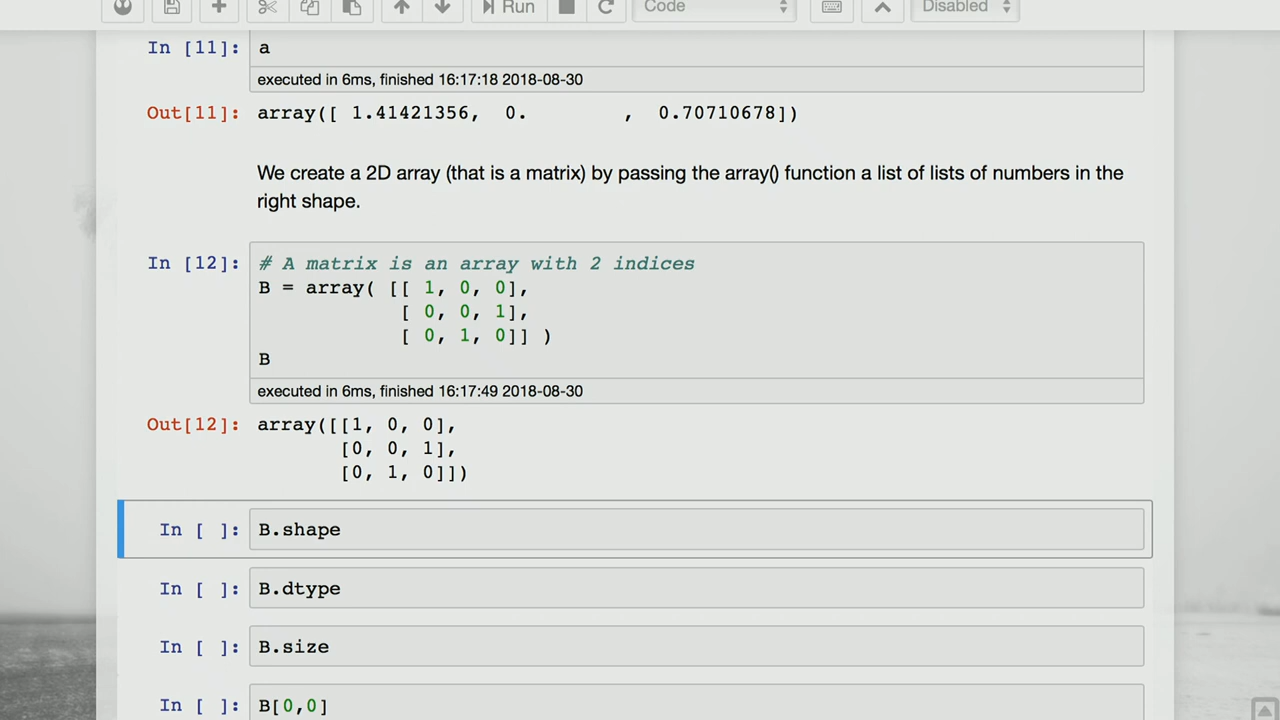 Run
Code
Disabled
In [11]: a
executed in 6ms, finished 16:17:18 2018-08-30
Out[11]: array([ 1.41421356,  0.        ,  0.70710678])
We create a 2D array (that is a matrix) by passing the array() function a list of lists of numbers in the
right shape.
In [12]: # A matrix is an array with 2 indices
B = array( [[ 1, 0, 0],
[ 0, 0, 1],
[ 0, 1, 0]] )
B
executed in 6ms, finished 16:17:49 2018-08-30
Out[12]: array([[1, 0, 0],
[0, 0, 1],
[0, 1, 0]])
In [ ]: B.shape
In [ ]: B.dtype
In [ ]: B.size
In [ ]: B[0,0]